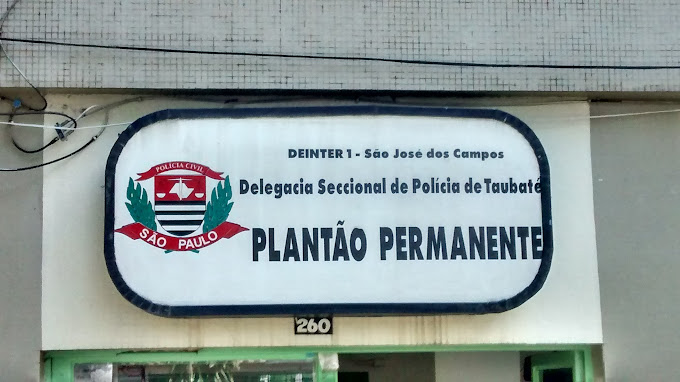 DEINTER 1 - São José dos Campos
Delegacia Seccional de Polícia de Taubaté
PLANTÃO PERMANENTE
POLÍCIA CIVIL
SÃO PAULO
260